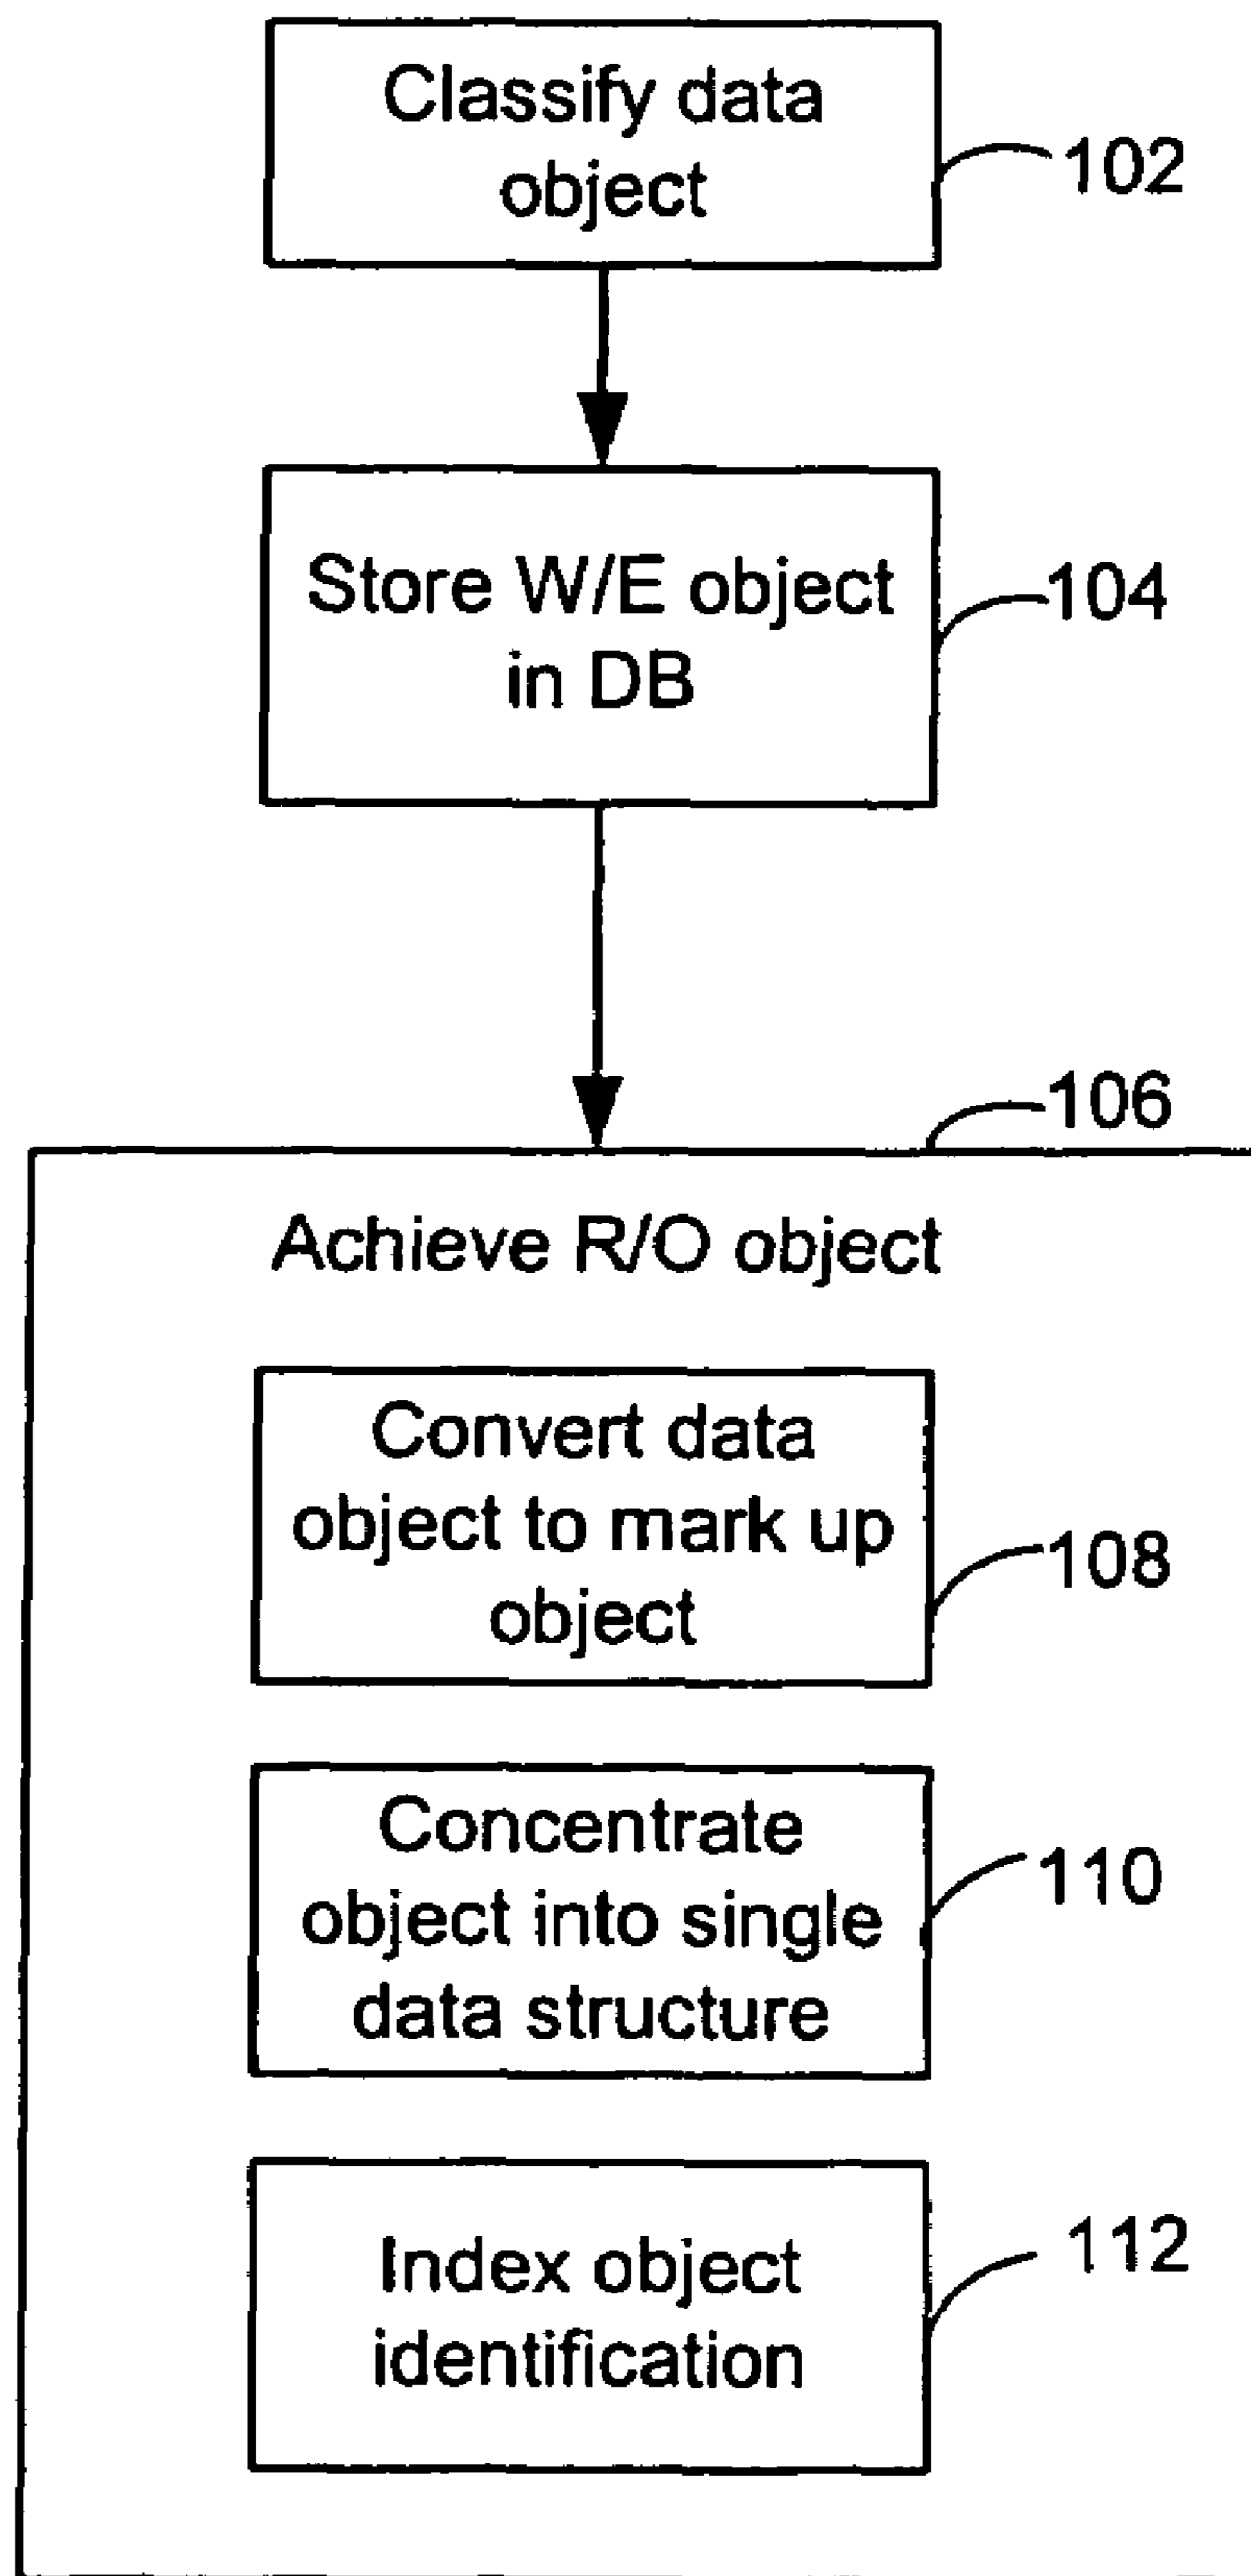 Classify data
object
102
Store W/E object
in DB
104
106
Achieve R/O object
Convert data
object to mark up
object
108
Concentrate
object into single
data structure
110
Index object
identification
112